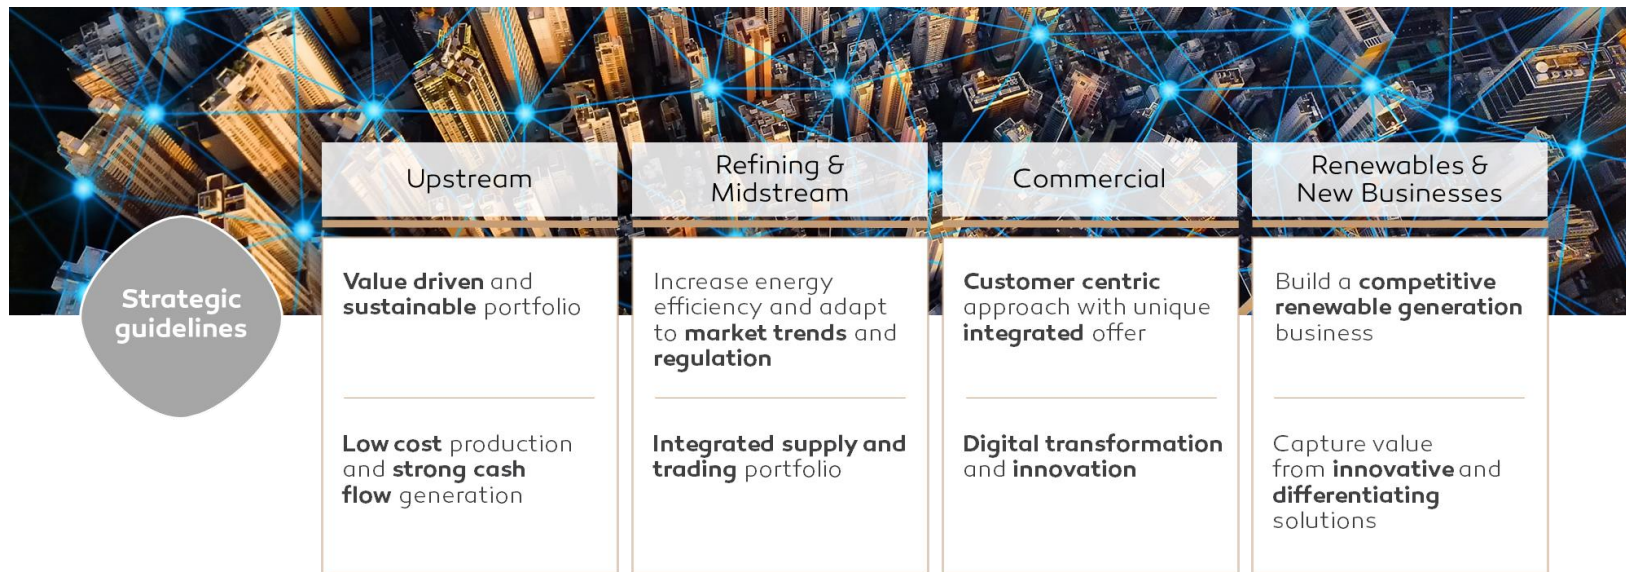 Upstream
Refining &
Midstream
Commercial
Renewables &
New Businesses
Strategic
guidelines
Value driven and
sustainable portfolio
Low cost production
and strong cash
flow generation
Increase energy
efficiency and adapt
to market trends and
regulation
Integrated supply and
trading portfolio
Customer centric
approach with unique
integrated offer
Digital transformation
and innovation
Build a competitive
renewable generation
business
Capture value
from innovative and
differentiating
solutions